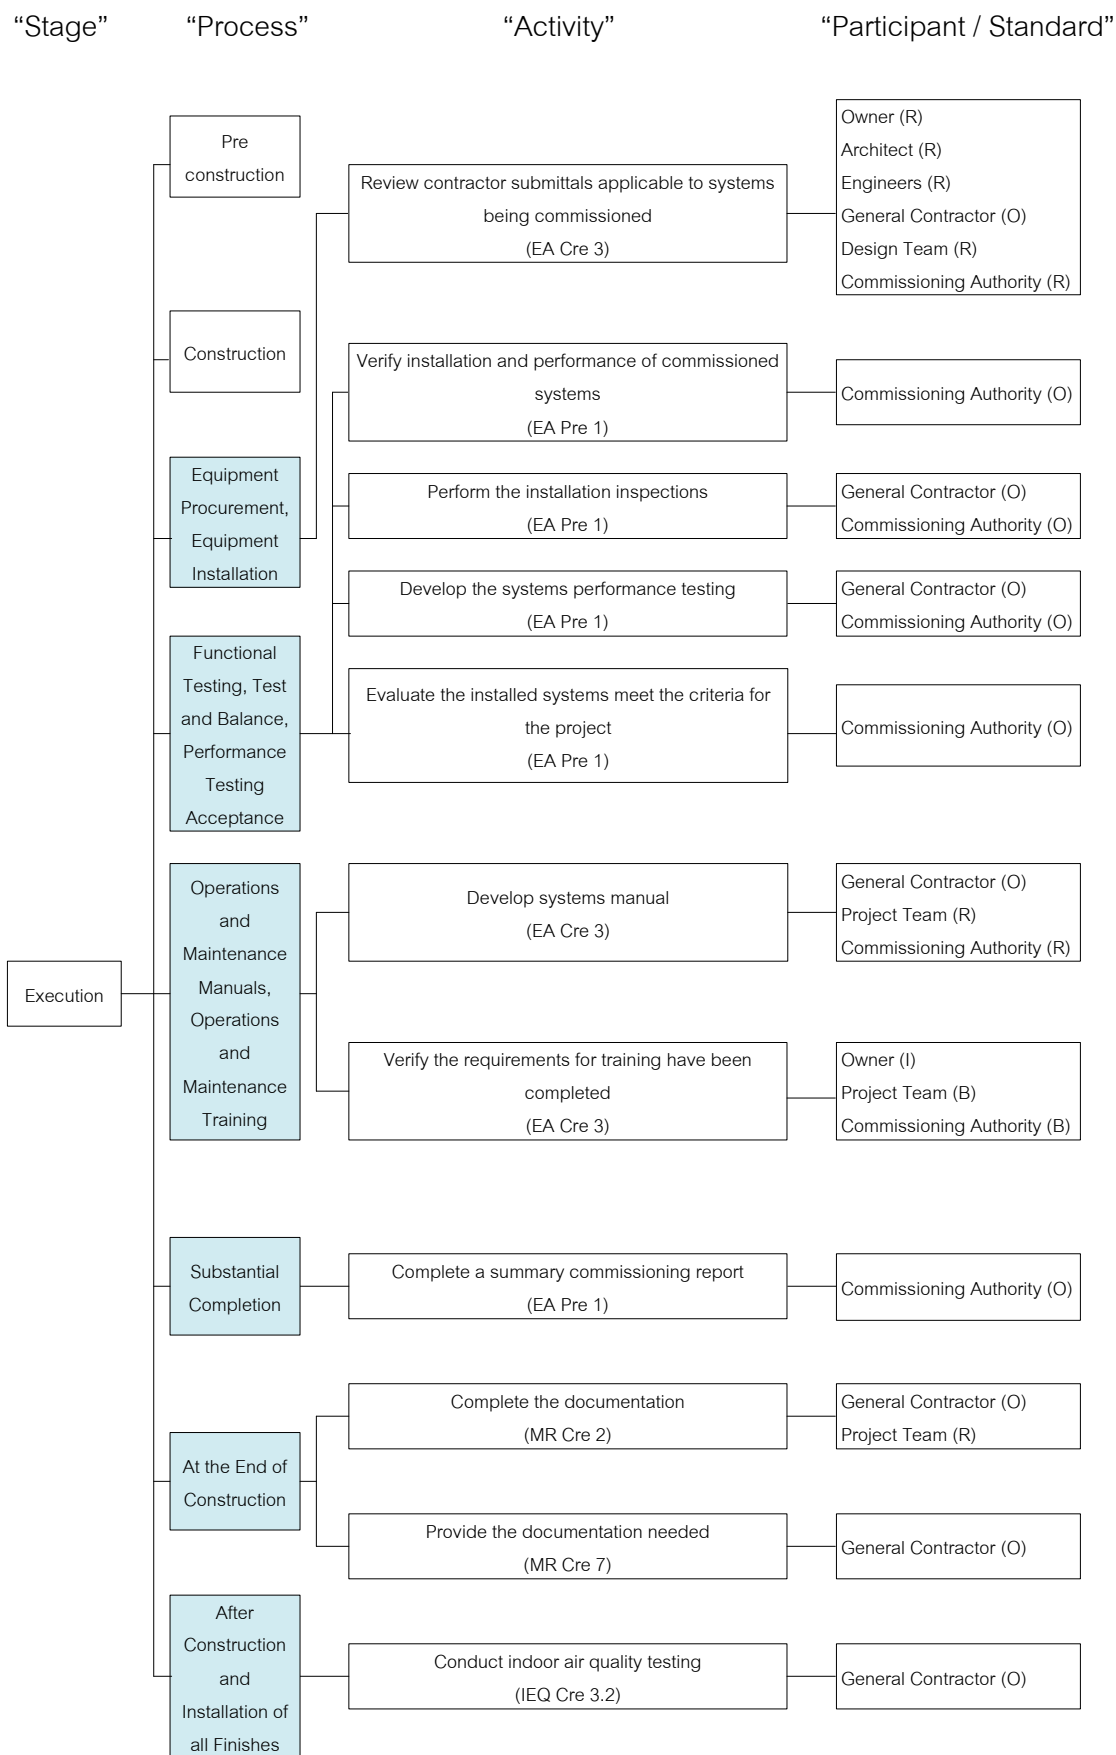 “Stage”
“Process”
“Activity”
“Participant / Standard”
Pre
construction
Construction
Equipment
Procurement,
Equipment
Installation
Review contractor submittals applicable to systems
being commissioned
(EA Cre 3)
Owner (R)
Architect (R)
Engineers (R)
General Contractor (O)
Design Team (R)
Commissioning Authority (R)
Functional
Testing, Test
and Balance,
Performance
Testing
Acceptance
Verify installation and performance of commissioned
systems
(EA Pre 1)
Commissioning Authority (O)
Perform the installation inspections
(EA Pre 1)
General Contractor (O)
Commissioning Authority (O)
Develop the systems performance testing
(EA Pre 1)
General Contractor (O)
Commissioning Authority (O)
Evaluate the installed systems meet the criteria for
the project
(EA Pre 1)
Commissioning Authority (O)
Execution
Operations
and
Maintenance
Manuals,
Operations
and
Maintenance
Training
Develop systems manual
(EA Cre 3)
General Contractor (O)
Project Team (R)
Commissioning Authority (R)
Verify the requirements for training have been
completed
(EA Cre 3)
Owner (I)
Project Team (B)
Commissioning Authority (B)
Substantial
Completion
Complete a summary commissioning report
(EA Pre 1)
Commissioning Authority (O)
At the End of
Construction
Complete the documentation
(MR Cre 2)
General Contractor (O)
Project Team (R)
Provide the documentation needed
(MR Cre 7)
General Contractor (O)
After
Construction
and
Installation of
all Finishes
Conduct indoor air quality testing
(IEQ Cre 3.2)
General Contractor (O)